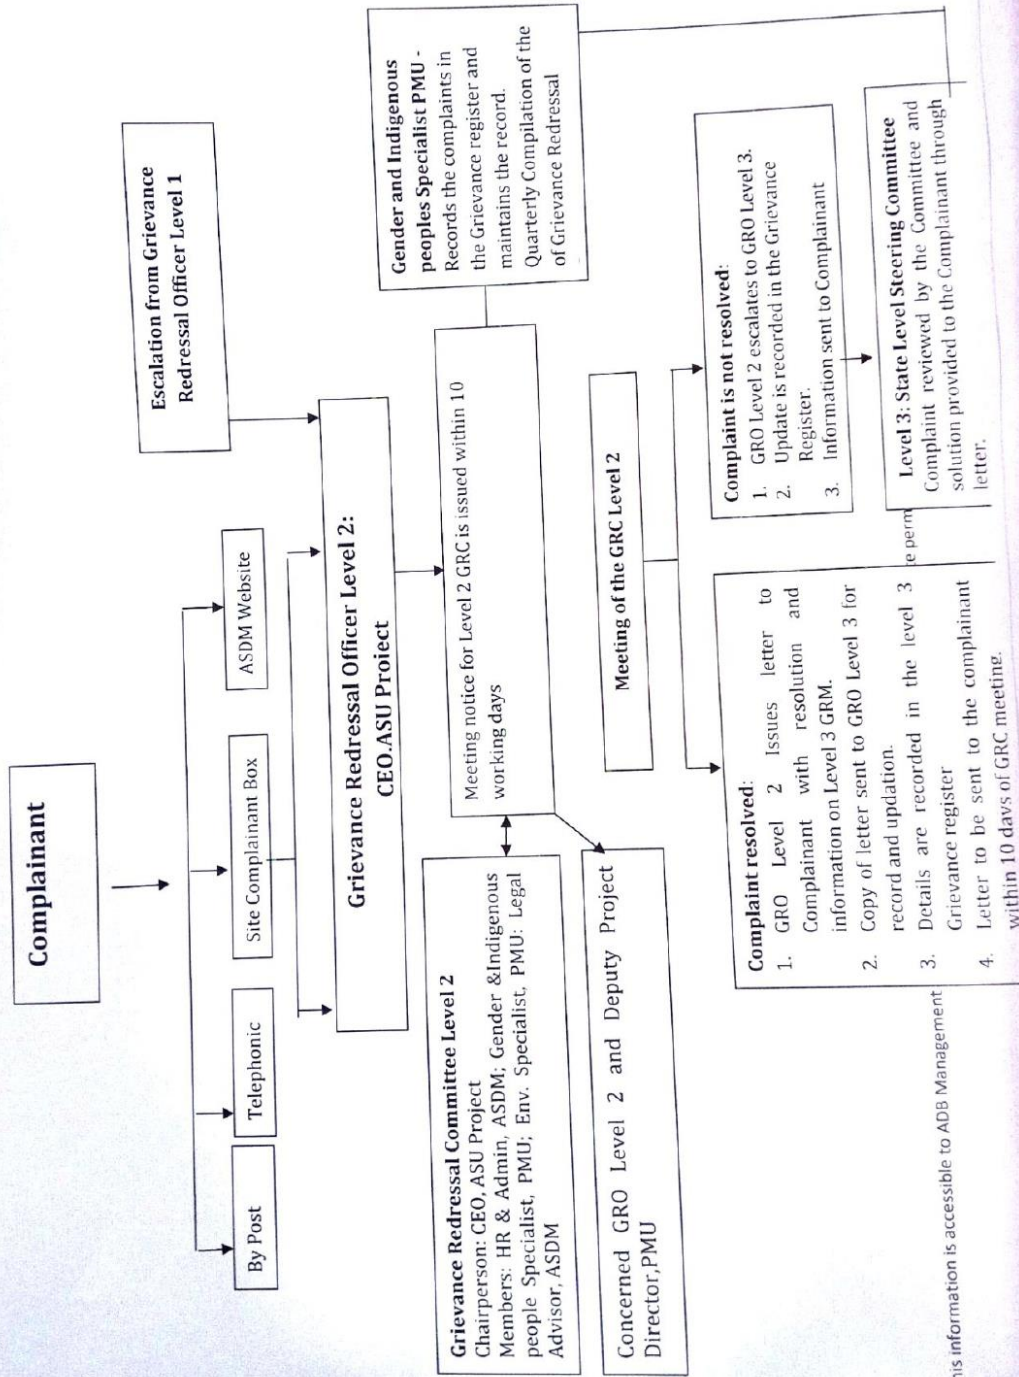 Complainant
By Post
Telephonic
Site Complainant Box
ASDM Website
Escalation from Grievance
Redressal Officer Level 1
Grievance Redressal Officer Level 2:
CEO.ASU Project
Grievance Redressal Committee Level 2
Chairperson: CEO, ASU Project
Members: HR & Admin, ASDM; Gender &Indigenous
people Specialist, PMU; Env. Specialist, PMU: Legal
Advisor, ASDM
Meeting notice for Level 2 GRC is issued within 10
working days
Gender and Indigenous
peoples Specialist PMU -
Records the complaints in
the Grievance register and
maintains the record.
Quarterly Compilation of the
of Grievance Redressal
Concerned GRO Level 2 and Deputy Project
Director,PMU
Meeting of the GRC Level 2
Complaint resolved:
1. GRO Level 2 Issues letter to
Complainant with resolution and
information on Level 3 GRM.
2. Copy of letter sent to GRO Level 3 for
record and updation.
3. Details are recorded in the level 3
Grievance register
4. Letter to be sent to the complainant
within 10 days of GRC meeting.
Complaint is not resolved:
1. GRO Level 2 escalates to GRO Level 3.
2. Update is recorded in the Grievance
Register.
3. Information sent to Complainant
Level 3: State Level Steering Committee
Complaint reviewed by the Committee and
solution provided to the Complainant through
letter.
his information is accessible to ADB Management
e perm